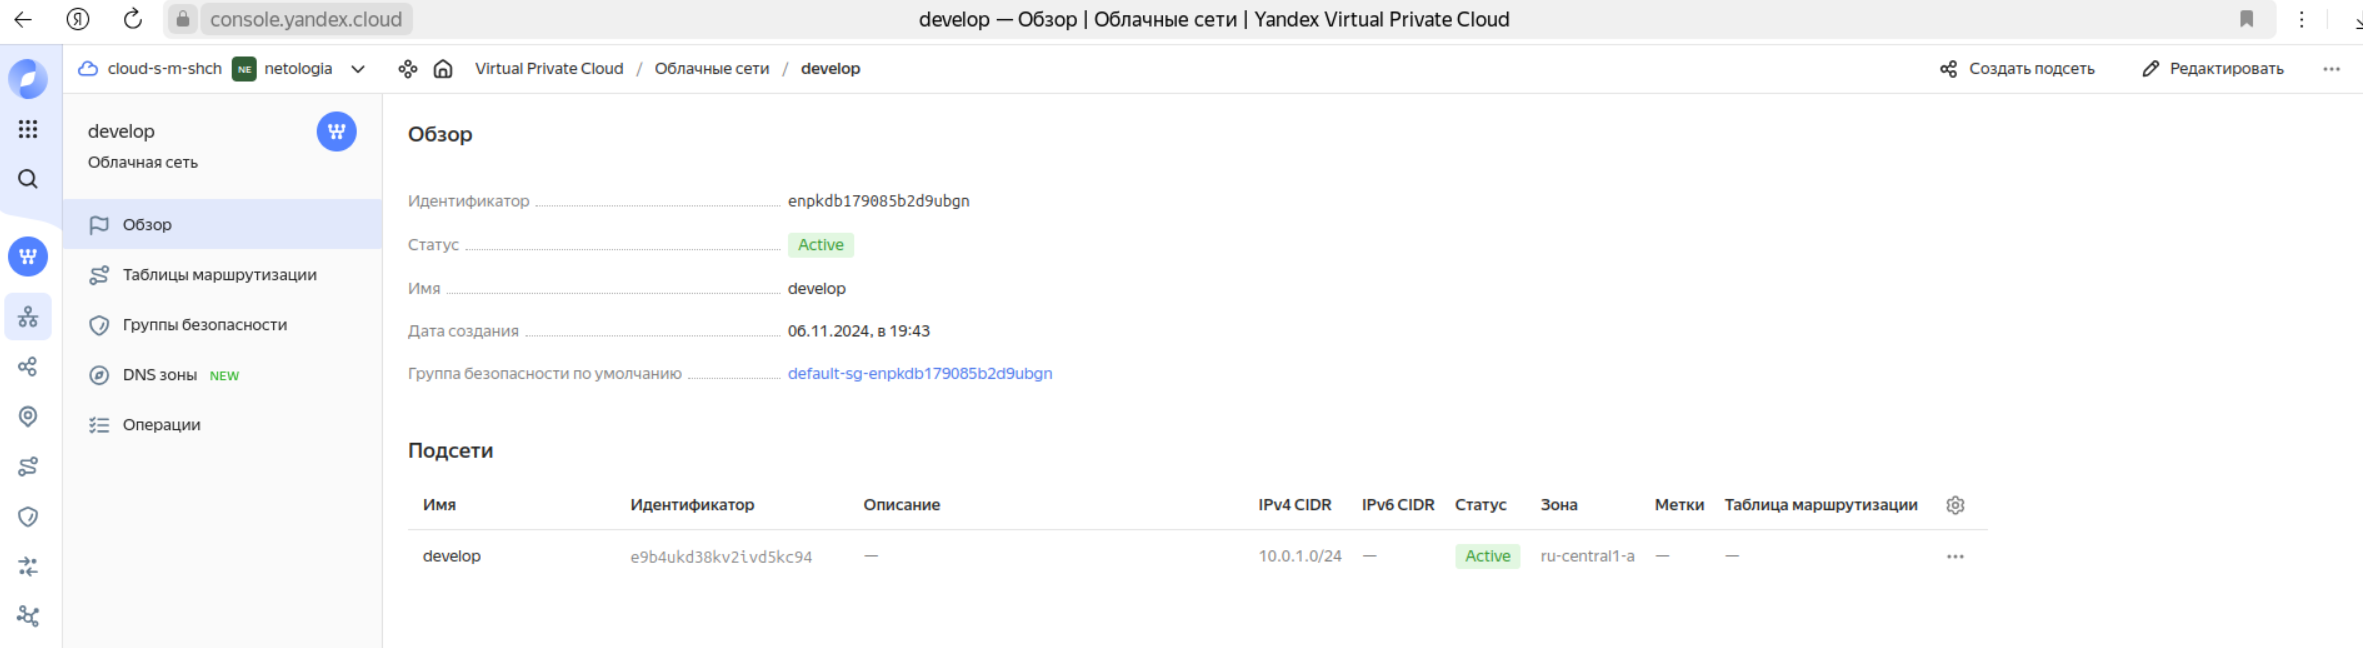 Я console.yandex.cloud develop — Обзор | Облачные сети | Yandex Virtual Private Cloud
cloud-s-m-shch NE netologia Virtual Private Cloud / Облачные сети / develop Создать подсеть Редактировать
develop
Облачная сеть
Обзор
Таблицы маршрутизации
Группы безопасности
DNS зоны NEW
Операции
Обзор
Идентификатор enpkdb179085b2d9ubgn
Статус Active
Имя develop
Дата создания 06.11.2024, в 19:43
Группа безопасности по умолчанию default-sg-enpkdb179085b2d9ubgn
Подсети
Имя Идентификатор Описание IPv4 CIDR IPv6 CIDR Статус Зона Метки Таблица маршрутизации
develop e9b4ukd38kv2ivd5kc94 — 10.0.1.0/24 — Active ru-central1-a — —